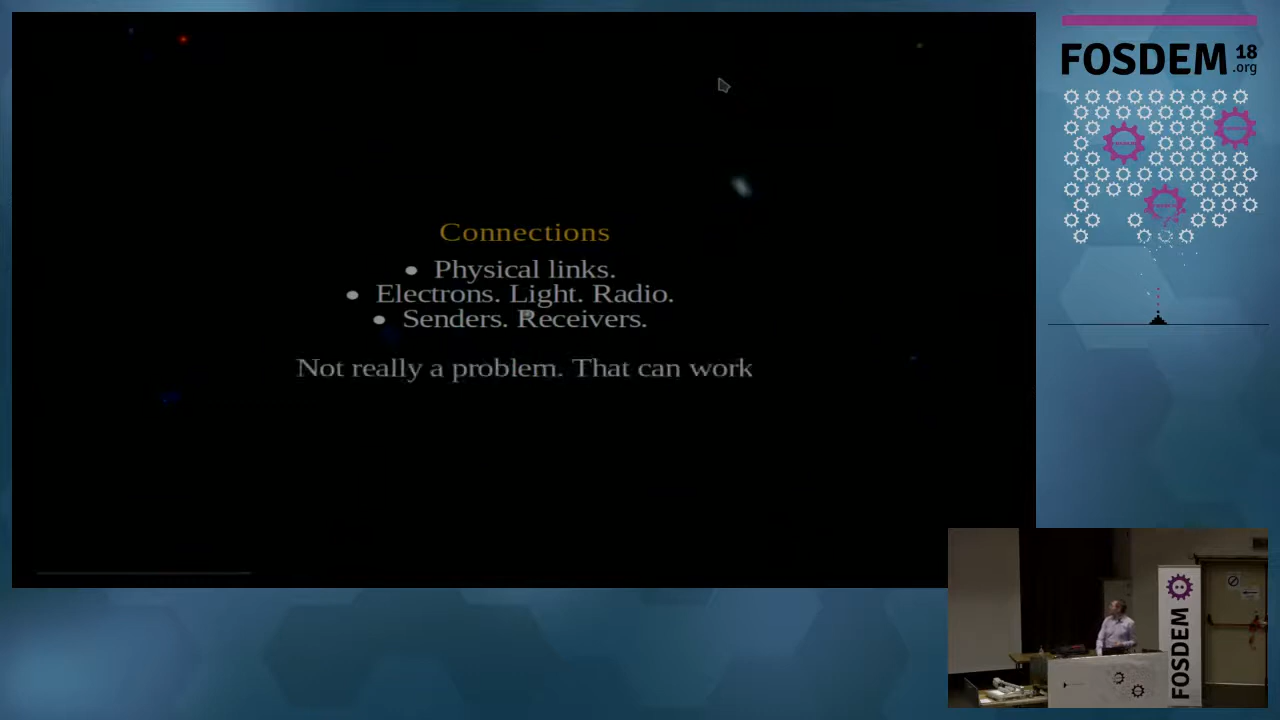 Connections
• Physical links.
• Electrons. Light. Radio.
• Senders. Receivers.
Not really a problem. That can work
FOSDEM 18
.org
FOSDEM